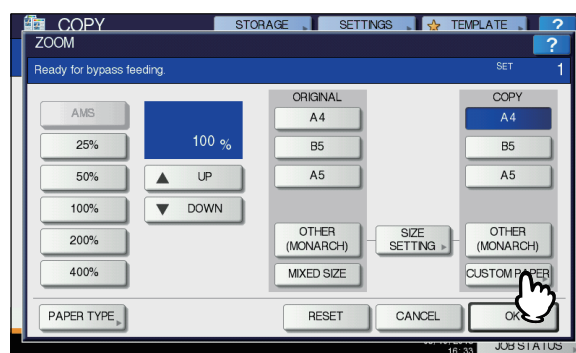 COPY
STORAGE SETTINGS TEMPLATE ?
ZOOM ?
Ready for bypass feeding. SET 1
ORIGINAL COPY
AMS A4 A4
25% 100 % B5 B5
50% UP A5 A5
100% DOWN
200% OTHER (MONARCH) SIZE SETTING OTHER (MONARCH)
400% MIXED SIZE CUSTOM PAPER
PAPER TYPE RESET CANCEL OK
16:33 JOB STATUS